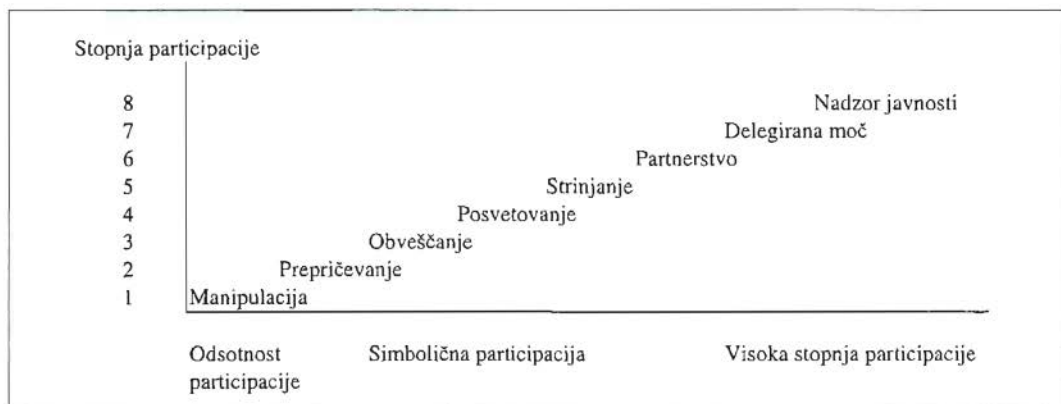 Stopnja participacije
8 Nadzor javnosti
7 Delegirana moč
6 Partnerstvo
5 Strinjanje
4 Posvetovanje
3 Obveščanje
2 Prepričevanje
1 Manipulacija
Odsotnost Simbolična participacija Visoka stopnja participacije
participacije